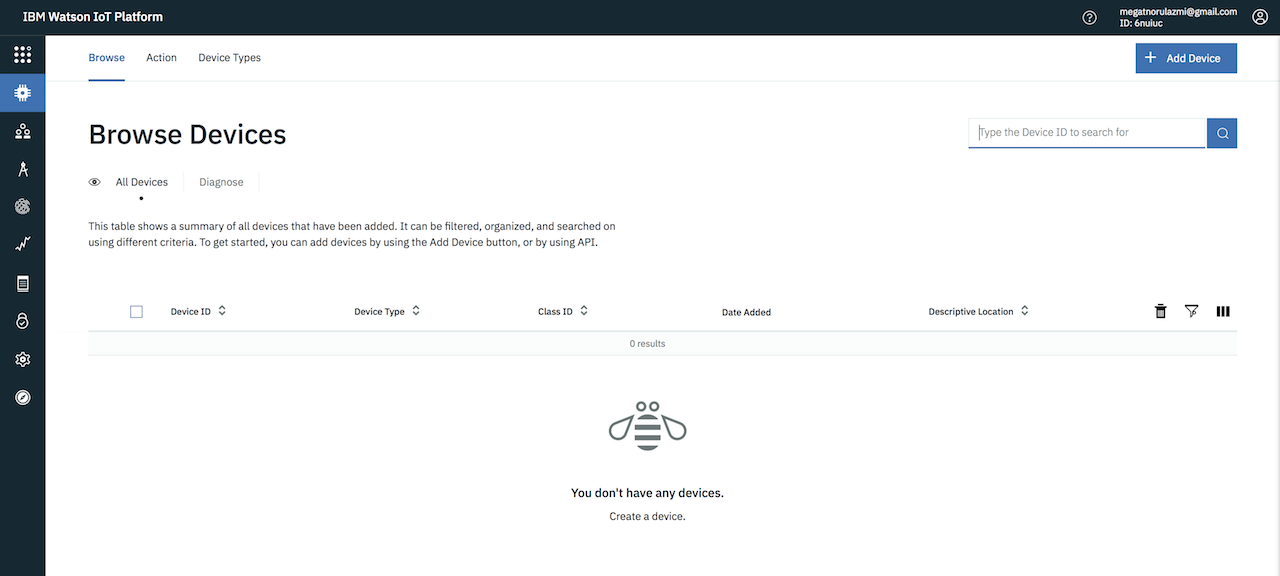 IBM Watson IoT Platform
megatnorulazmi@gmail.com
ID: 6nuiuc
Browse Action Device Types
Add Device
Browse Devices
Type the Device ID to search for
All Devices Diagnose
This table shows a summary of all devices that have been added. It can be filtered, organized, and searched on
using different criteria. To get started, you can add devices by using the Add Device button, or by using API.
Device ID Device Type Class ID Date Added Descriptive Location
0 results
You don't have any devices.
Create a device.